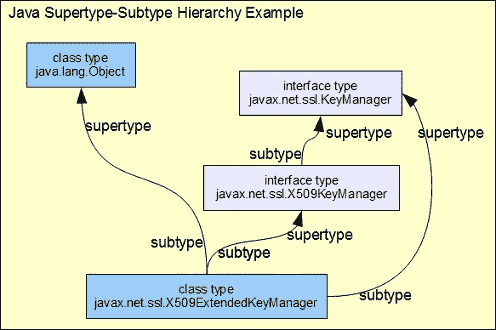 Java Supertype-Subtype Hierarchy Example
class type
java.lang.Object
interface type
javax.net.ssl.KeyManager
supertype
supertype
supertype
subtype
interface type
javax.net.ssl.X509KeyManager
subtype
subtype
supertype
class type
javax.net.ssl.X509ExtendedKeyManager
subtype